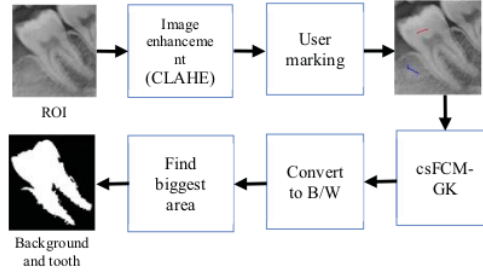 Image
enhanceme
nt
(CLAHE)
User
marking
ROI
csFCM-
GK
Convert
to B/W
Find
biggest
area
Background
and tooth